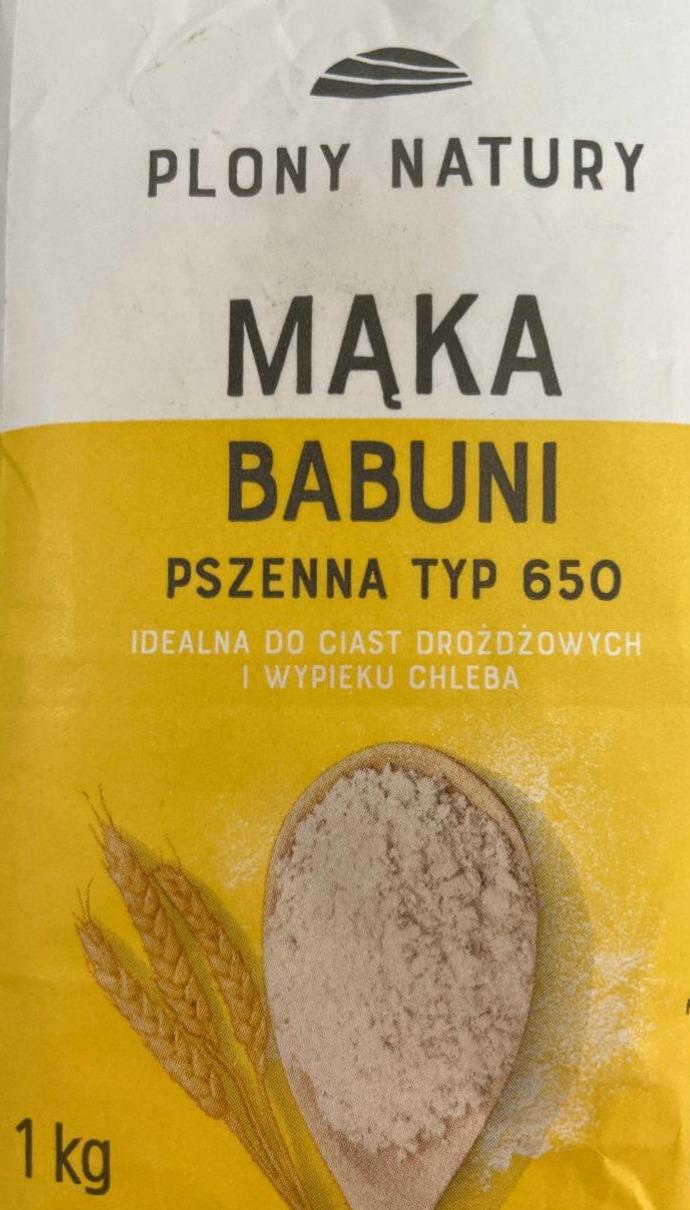 PLONY NATURY
MĄKA
BABUNI
PSZENNA TYP 650
IDEALNA DO CIAST DROŻDŻOWYCH
I WYPIEKU CHLEBA
1 kg